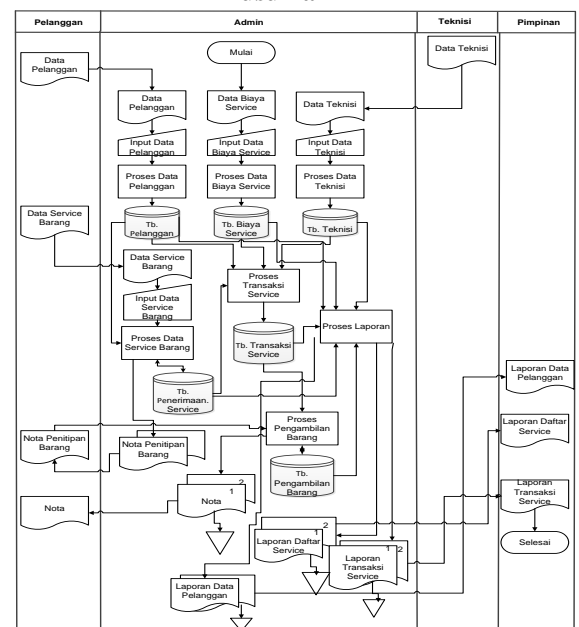 Pelanggan
Admin
Teknisi
Pimpinan
Mulai
Data Teknisi
Data
Pelanggan
Data
Pelanggan
Data Biaya
Service
Data Teknisi
Input Data
Pelanggan
Input Data
Biaya Service
Input Data
Teknisi
Proses Data
Pelanggan
Proses Data
Biaya Service
Proses Data
Teknisi
Tb.
Pelanggan
Tb. Biaya
Service
Tb. Teknisi
Data Service
Barang
Data Service
Barang
Input Data
Service
Barang
Proses
Transaksi
Service
Proses Data
Service Barang
Tb. Transaksi
Service
Proses Laporan
Tb.
Penerimaan.
Service
Laporan Data
Pelanggan
Proses
Pengambilan
Barang
Laporan Daftar
Service
Nota Penitipan
Barang
Nota Penitipan
Barang
Tb.
Pengambilan
Barang
2
1
Nota
Nota
Laporan
Transaksi
Service
2
1
Laporan Daftar
Service
Selesai
1
2
Laporan
Transaksi
Service
Laporan Data
Pelanggan